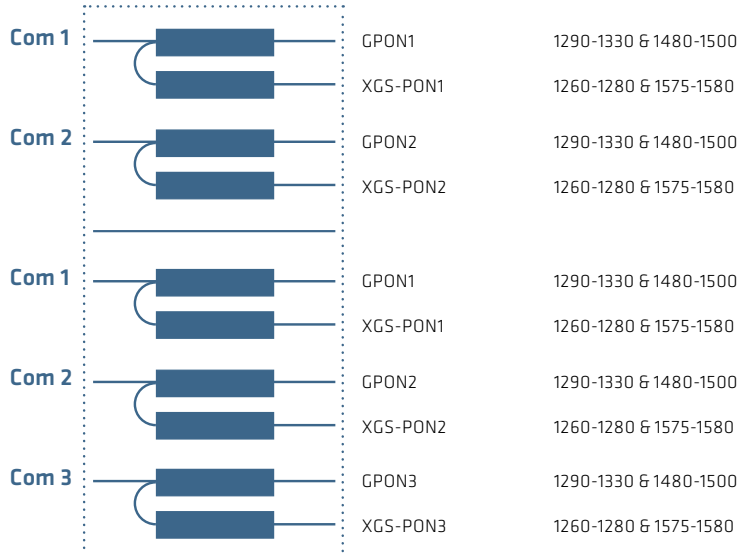 Com 1 GPON1 1290-1330 & 1480-1500
XGS-PON1 1260-1280 & 1575-1580
Com 2 GPON2 1290-1330 & 1480-1500
XGS-PON2 1260-1280 & 1575-1580
Com 1 GPON1 1290-1330 & 1480-1500
XGS-PON1 1260-1280 & 1575-1580
Com 2 GPON2 1290-1330 & 1480-1500
XGS-PON2 1260-1280 & 1575-1580
Com 3 GPON3 1290-1330 & 1480-1500
XGS-PON3 1260-1280 & 1575-1580